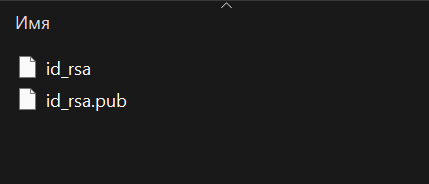 Имя
id_rsa
id_rsa.pub